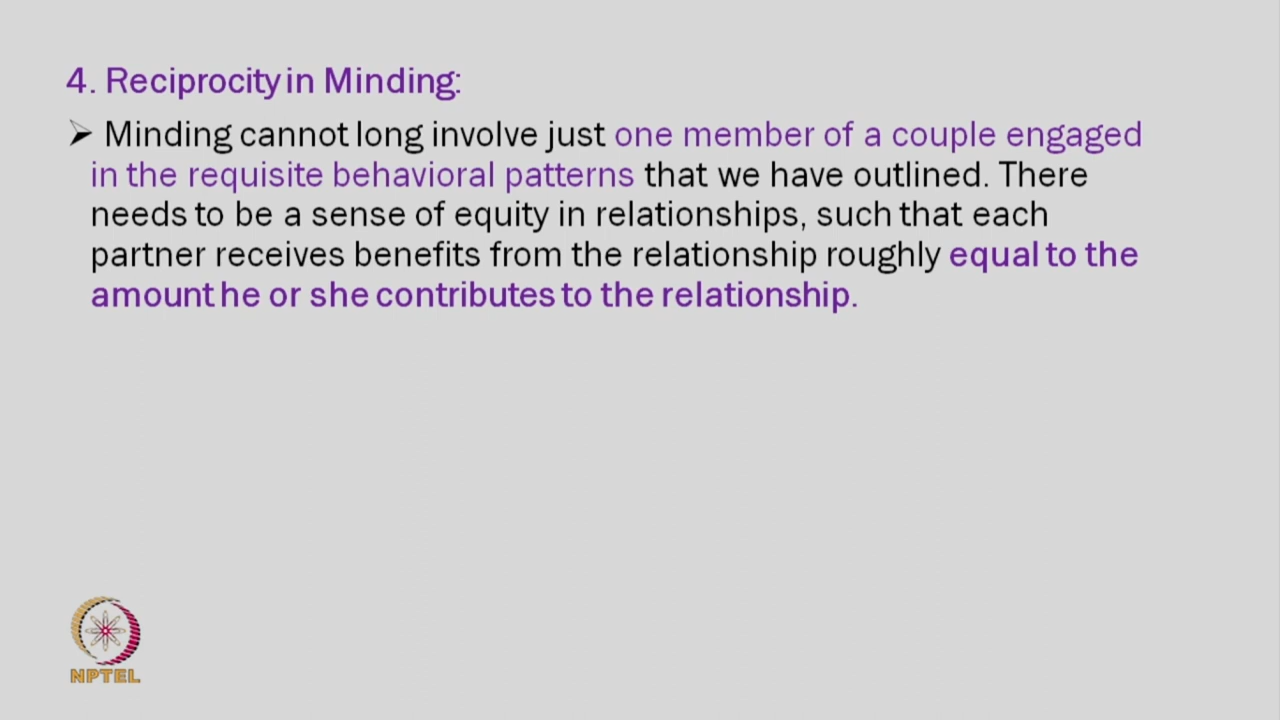 4. Reciprocity in Minding:
➢ Minding cannot long involve just one member of a couple engaged
in the requisite behavioral patterns that we have outlined. There
needs to be a sense of equity in relationships, such that each
partner receives benefits from the relationship roughly equal to the
amount he or she contributes to the relationship.
NPTEL